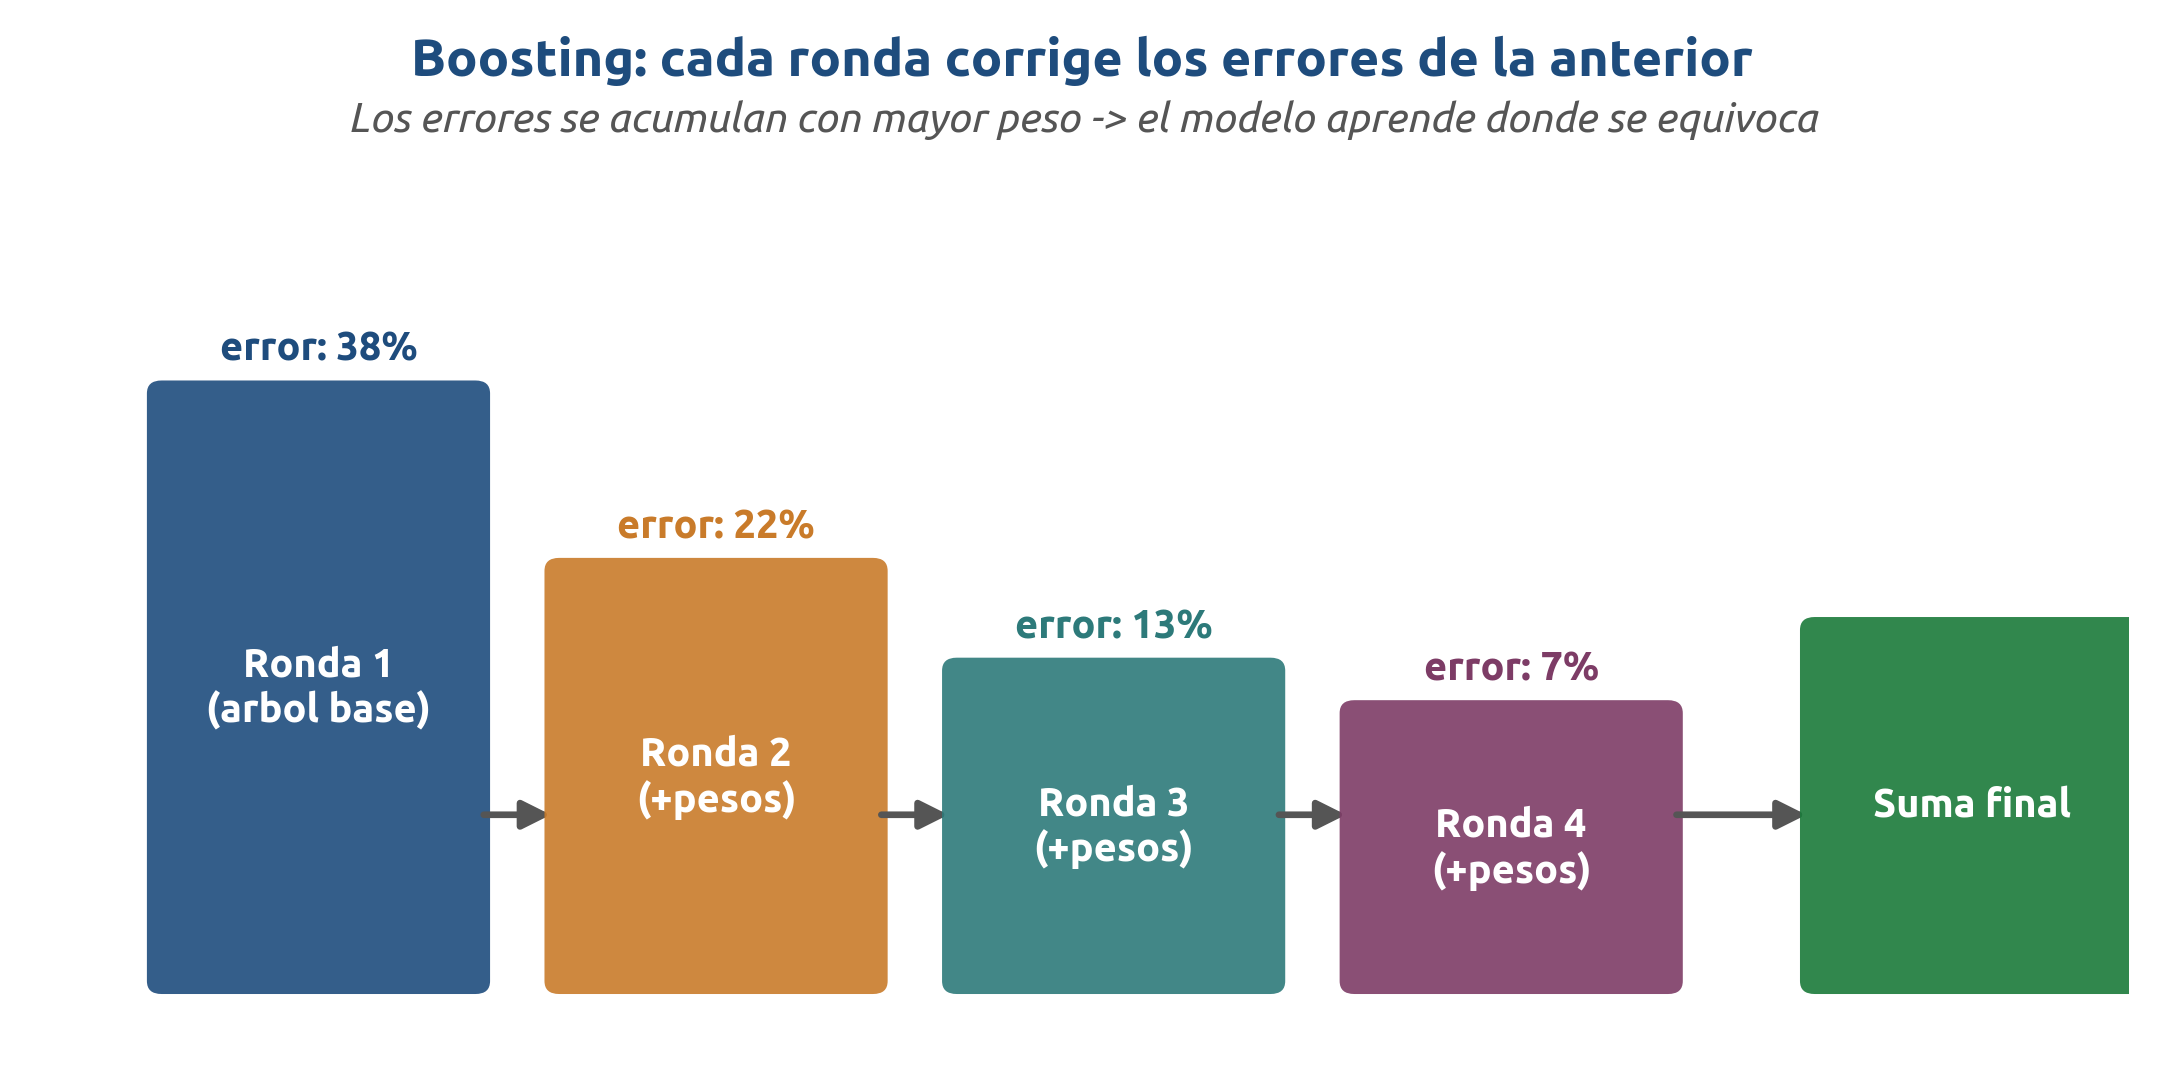 Boosting: cada ronda corrige los errores de la anterior
Los errores se acumulan con mayor peso -> el modelo aprende donde se equivoca
error: 38%
Ronda 1
(arbol base)
error: 22%
Ronda 2
(+pesos)
error: 13%
Ronda 3
(+pesos)
error: 7%
Ronda 4
(+pesos)
Suma final